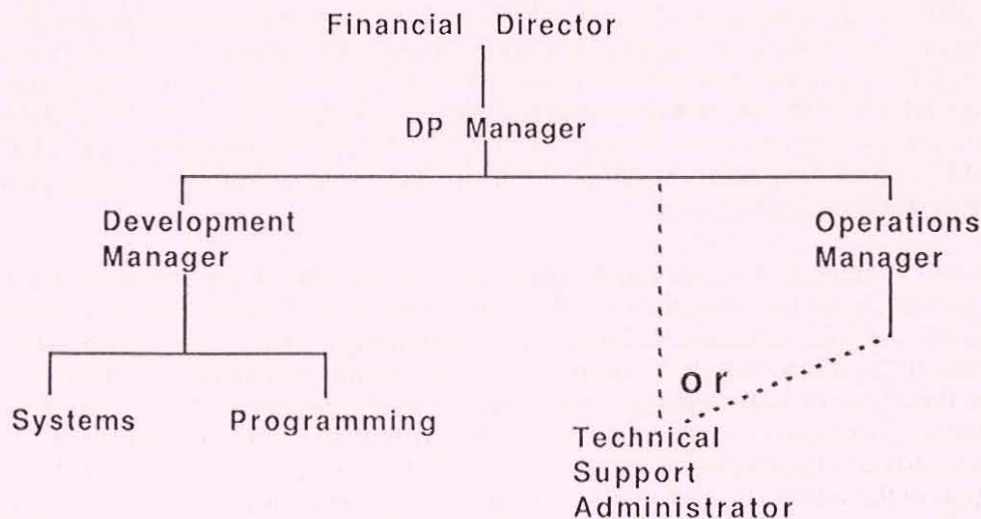 Financial Director
DP Manager
Development
Manager
Operations
Manager
or
Systems
Programming
Technical
Support
Administrator